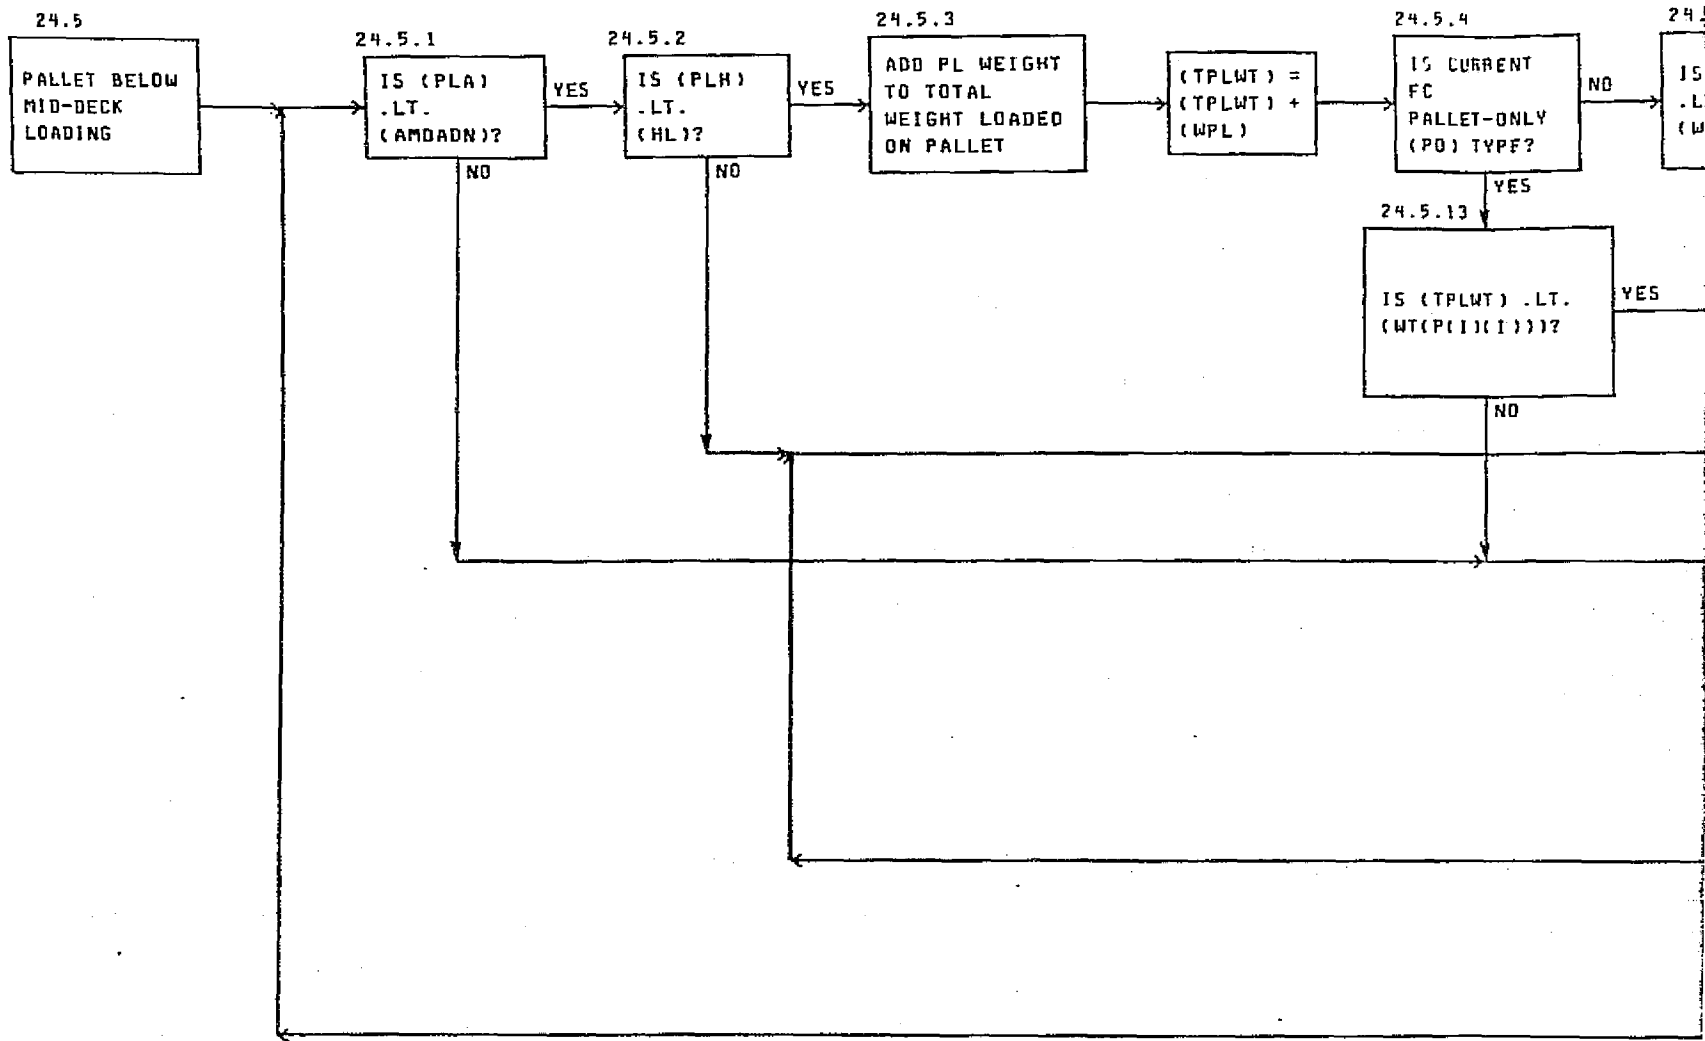 24.5
PALLET BELOW
MID-DECK
LOADING
24.5.1
IS (PLA)
.LT.
(AMDADN)?
YES
NO
24.5.2
IS (PLH)
.LT.
(HL)?
YES
NO
24.5.3
ADD PL WEIGHT
TO TOTAL
WEIGHT LOADED
ON PALLET
(TPLWT) =
(TPLWT) +
(WPL)
24.5.4
IS CURRENT
FC
PALLET-ONLY
(PO) TYPE?
NO
YES
24.5.13
IS (TPLWT) .LT.
(WT(P(I)(I)))?
YES
NO
24.
IS